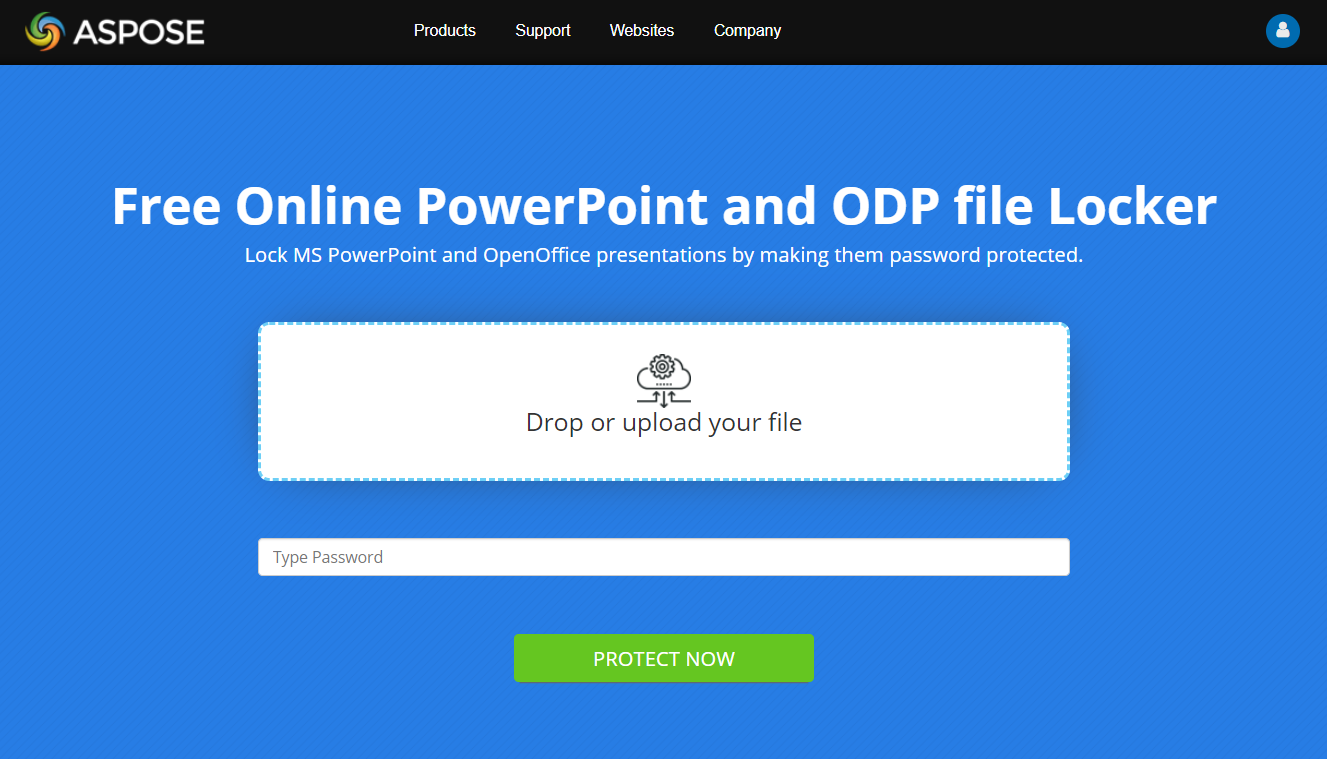 ASPOSE
Products Support Websites Company
Free Online PowerPoint and ODP file Locker
Lock MS PowerPoint and OpenOffice presentations by making them password protected.
Drop or upload your file
Type Password
PROTECT NOW